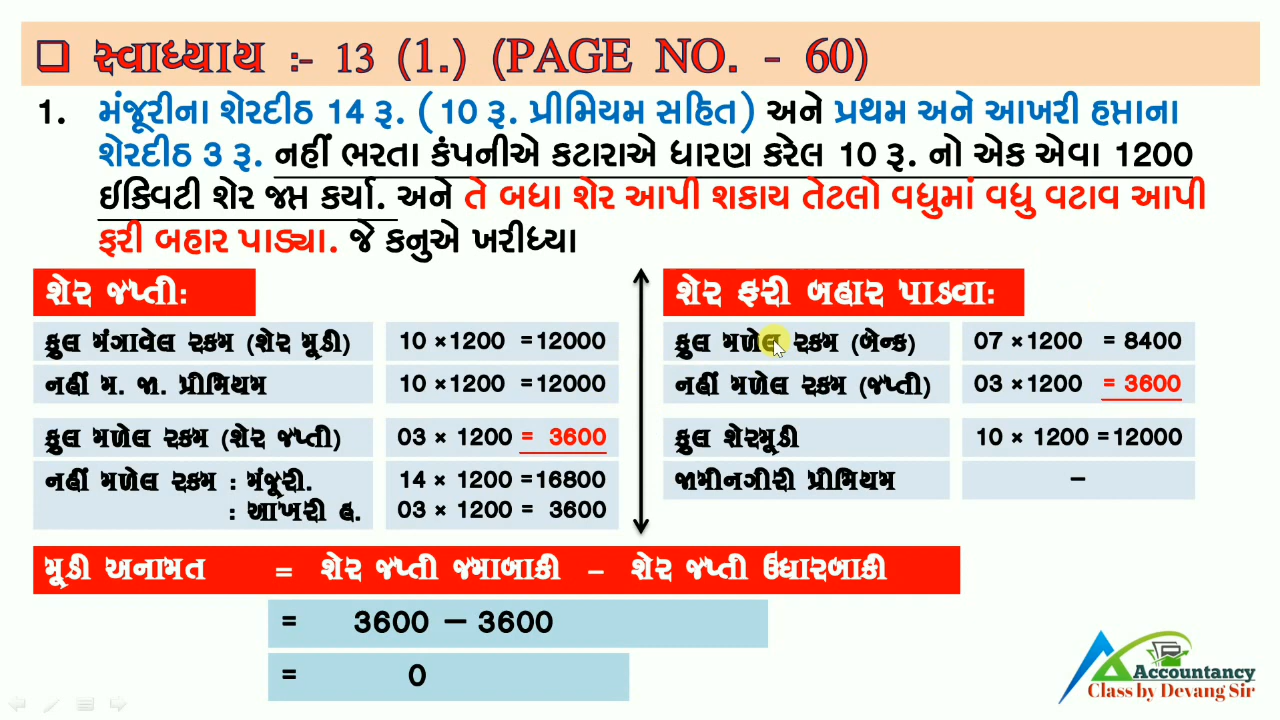 ❑ સ્વાધ્યાય :- 13 (1.) (PAGE NO. - 60)
1. મંજૂરીના શેરદીઠ 14 રૂ. (10 રૂ. પ્રીમિયમ સહિત) અને પ્રથમ અને આખરી હપ્તાના
શેરદીઠ 3 રૂ. નહીં ભરતા કંપનીએ કટારાએ ધારણ કરેલ 10 રૂ. નો એક એવા 1200
ઈક્વિટી શેર જપ્ત કર્યા. અને તે બધા શેર આપી શકાય તેટલો વધુમાં વધુ વટાવ આપી
ફરી બહાર પાડ્યા. જે કનુએ ખરીધ્યા
શેર જપ્તી:
કુલ મંગાવેલ રકમ (શેર મૂડી) 10 ×1200 =12000
નહીં મ. જા. પ્રીમિયમ 10 ×1200 =12000
કુલ મળેલ રકમ (શેર જપ્તી) 03 × 1200 = 3600
નહીં મળેલ રકમ : મંજૂરી. 14 × 1200 =16800
: આખરી હ. 03 × 1200 = 3600
શેર ફરી બહાર પાડવા:
કુલ મળેલ રકમ (બેન્ક) 07 ×1200 = 8400
નહીં મળેલ રકમ (જપ્તી) 03 ×1200 = 3600
કુલ શેરમૂડી 10 × 1200 =12000
જામીનગીરી પ્રીમિયમ –
મૂડી અનામત = શેર જપ્તી જમાબાકી – શેર જપ્તી ઉધારબાકી
= 3600 – 3600
= 0
Accountancy
Class by Devang Sir